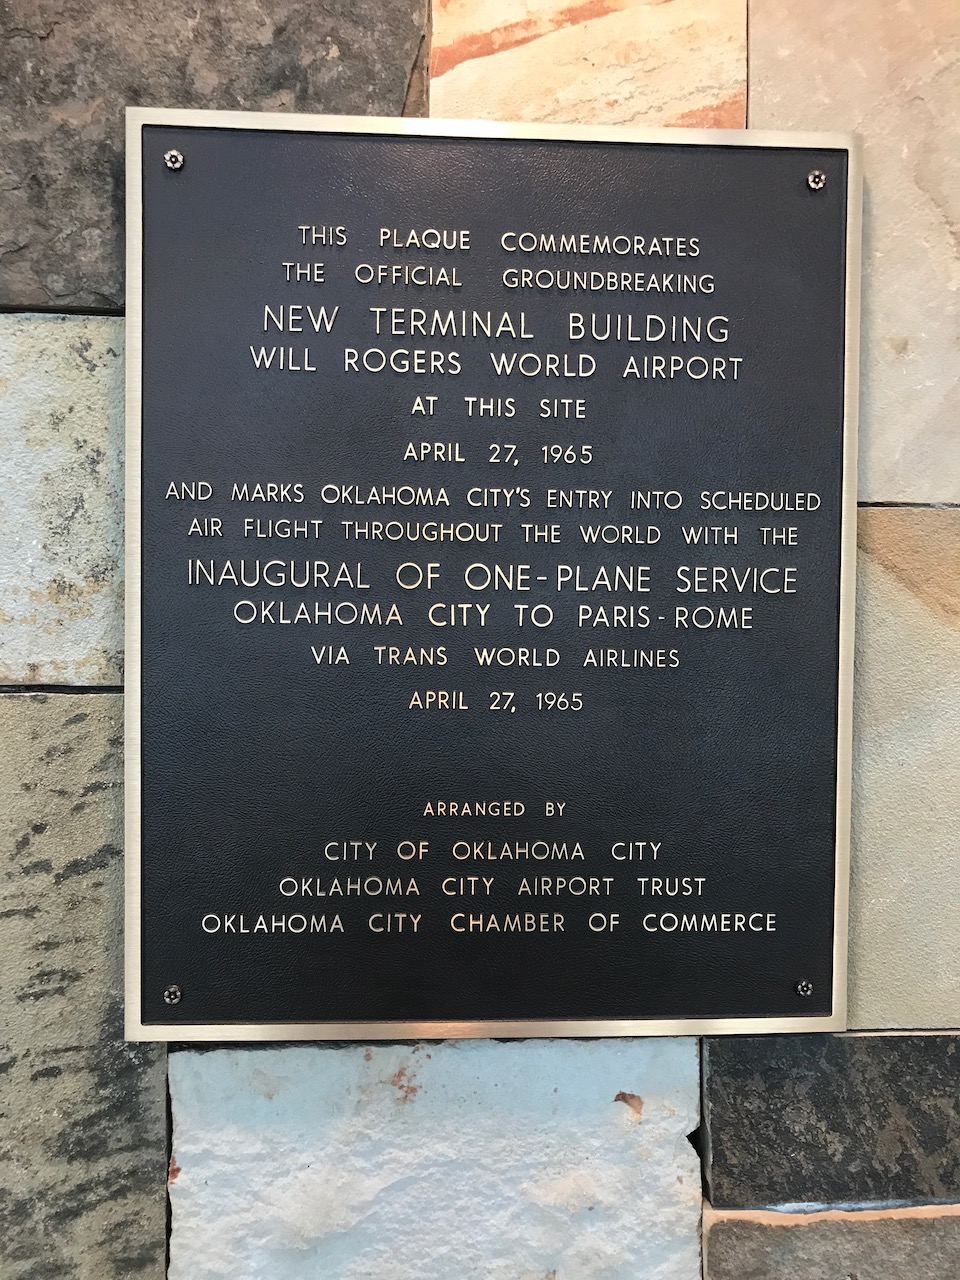 THIS PLAQUE COMMEMORATES
THE OFFICIAL GROUNDBREAKING
NEW TERMINAL BUILDING
WILL ROGERS WORLD AIRPORT
AT THIS SITE
APRIL 27, 1965
AND MARKS OKLAHOMA CITY'S ENTRY INTO SCHEDULED
AIR FLIGHT THROUGHOUT THE WORLD WITH THE
INAUGURAL OF ONE-PLANE SERVICE
OKLAHOMA CITY TO PARIS-ROME
VIA TRANS WORLD AIRLINES
APRIL 27, 1965
ARRANGED BY
CITY OF OKLAHOMA CITY
OKLAHOMA CITY AIRPORT TRUST
OKLAHOMA CITY CHAMBER OF COMMERCE